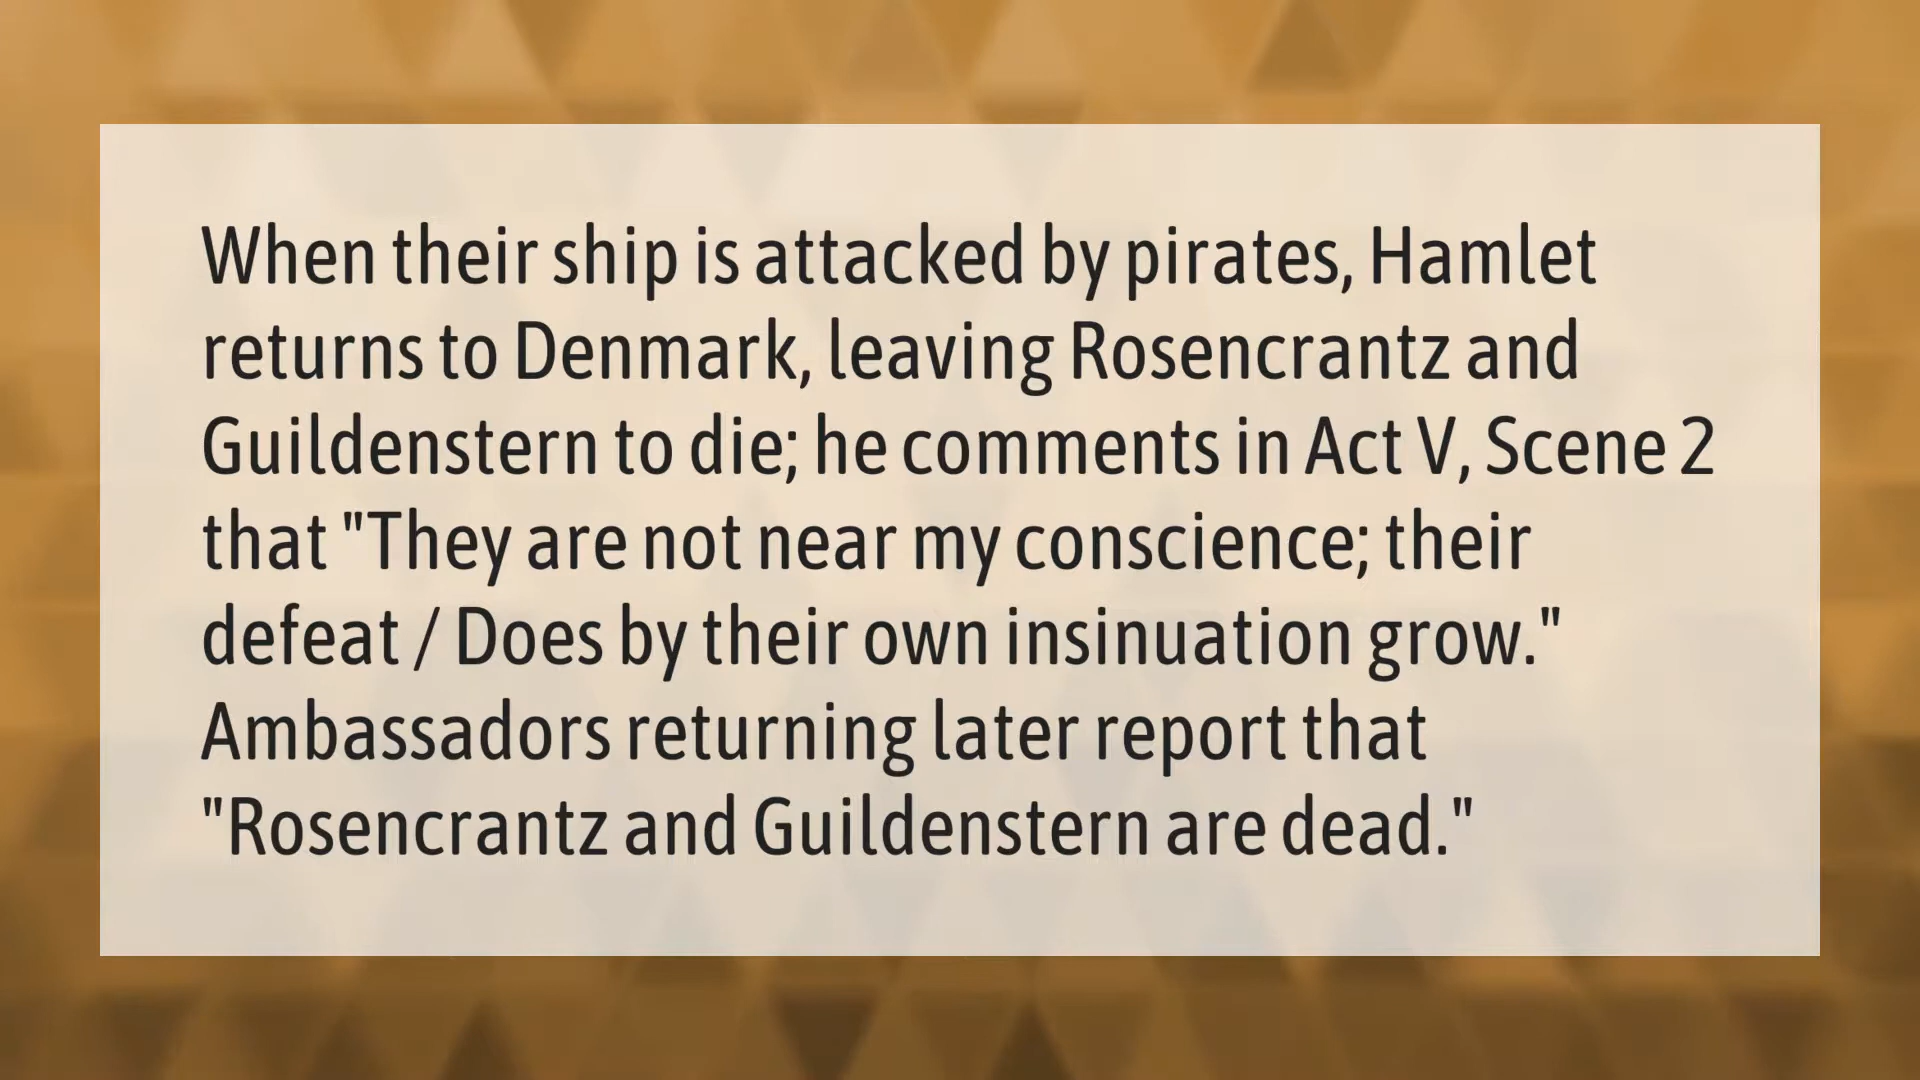 When their ship is attacked by pirates, Hamlet
returns to Denmark, leaving Rosencrantz and
Guildenstern to die; he comments in Act V, Scene 2
that "They are not near my conscience; their
defeat / Does by their own insinuation grow."
Ambassadors returning later report that
"Rosencrantz and Guildenstern are dead."